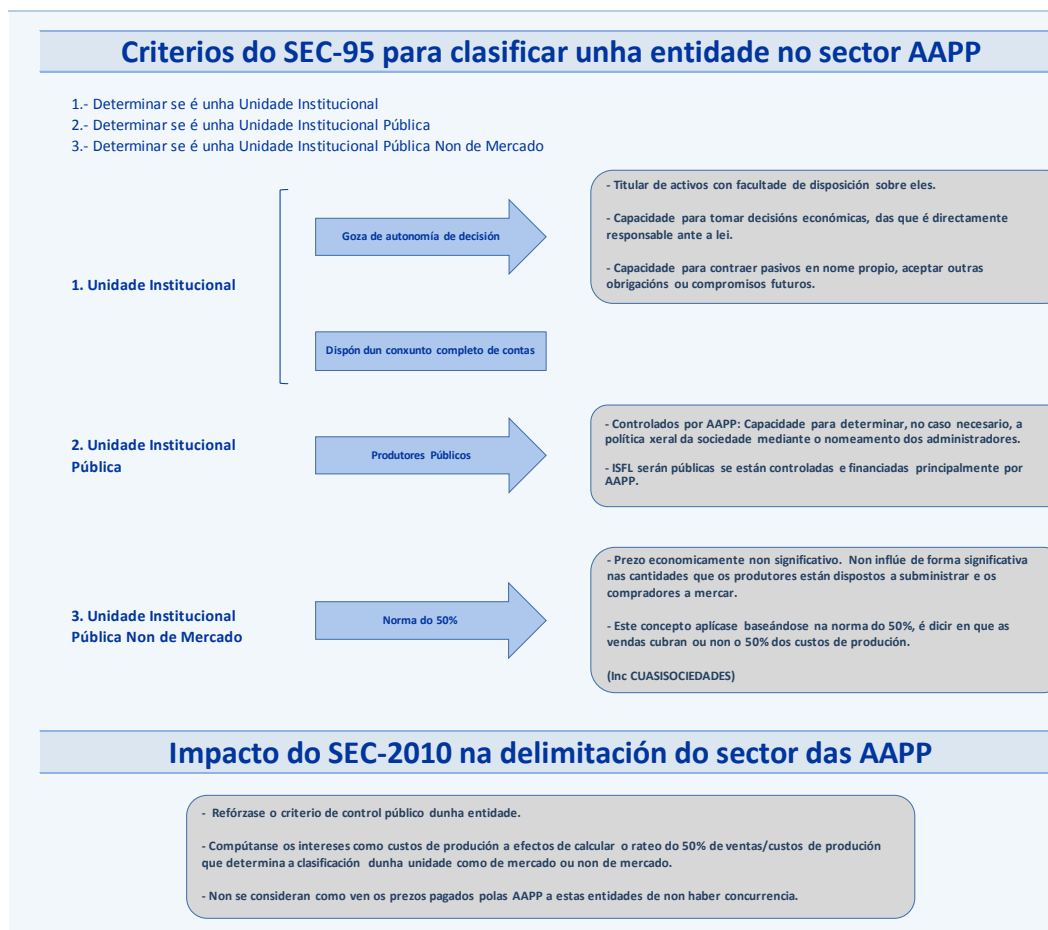 Criterios do SEC-95 para clasificar unha entidade no sector AAPP
1.- Determinar se é unha Unidade Institucional
2.- Determinar se é unha Unidade Institucional Pública
3.- Determinar se é unha Unidade Institucional Pública Non de Mercado
1. Unidade Institucional
Goza de autonomía de decisión
- Titular de activos con facultade de disposición sobre eles.
- Capacidade para tomar decisións económicas, das que é directamente
responsable ante a lei.
- Capacidade para contraer pasivos en nome propio, aceptar outras
obrigacións ou compromisos futuros.
Dispón dun conxunto completo de contas
2. Unidade Institucional
Pública
Produtores Públicos
- Controlados por AAPP: Capacidade para determinar, no caso necesario, a
política xeral da sociedade mediante o nomeamento dos administradores.
- ISFL serán públicas se están controladas e financiadas principalmente por
AAPP.
3. Unidade Institucional
Pública Non de Mercado
Norma do 50%
- Prezo economicamente non significativo. Non inflúe de forma significativa
nas cantidades que os produtores están dispostos a subministrar e os
compradores a mercar.
- Este concepto aplícase baseándose na norma do 50%, é dicir en que as
vendas cubran ou non o 50% dos custos de produción.
(Inc CUASISOCIEDADES)
Impacto do SEC-2010 na delimitación do sector das AAPP
- Refórzase o criterio de control público dunha entidade.
- Compútanse os intereses como custos de produción a efectos de calcular o rateo do 50% de ventas/custos de produción
que determina a clasificación dunha unidade como de mercado ou non de mercado.
- Non se consideran como ven os prezos pagados polas AAPP a estas entidades de non haber concurrencia.